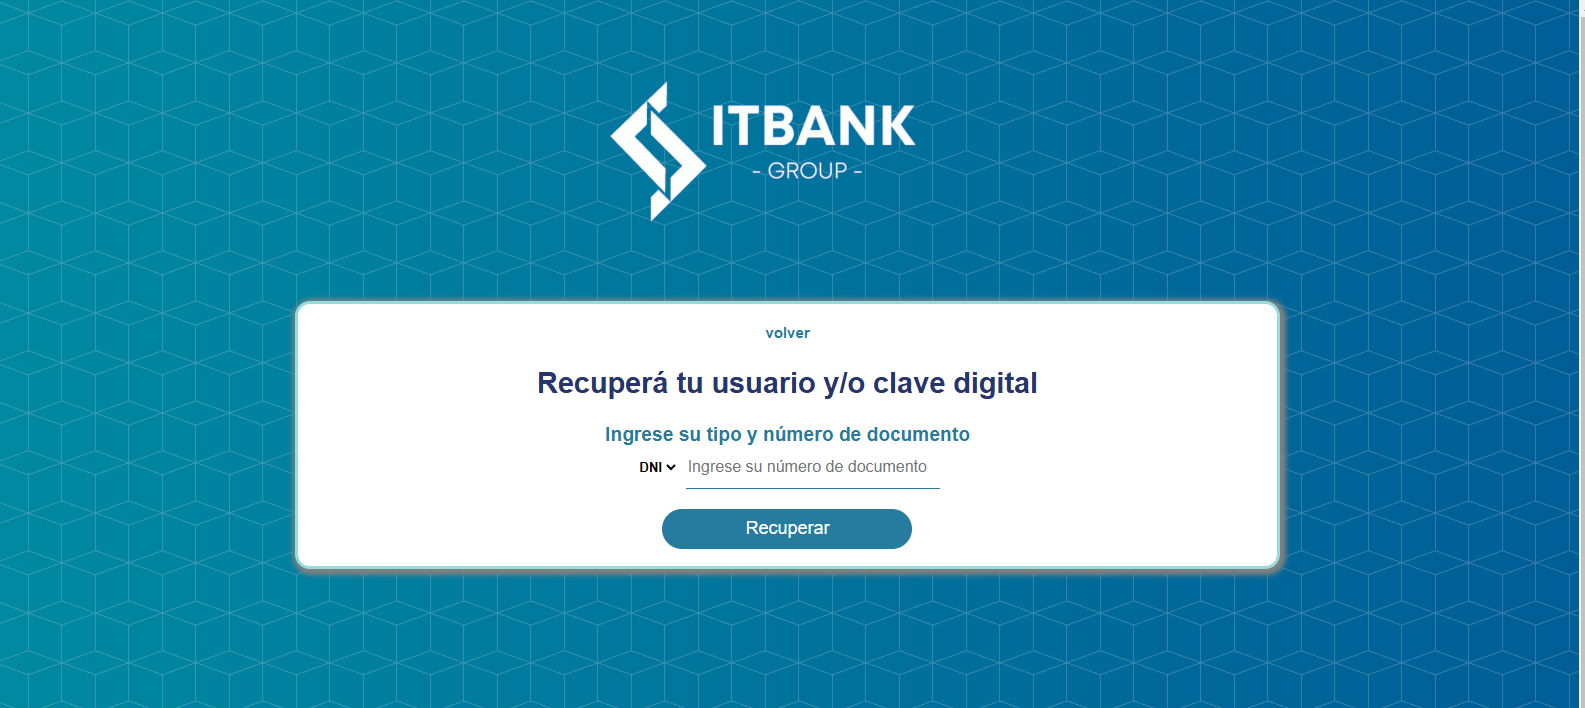 ITBANK
- GROUP -
volver
Recuperá tu usuario y/o clave digital
Ingrese su tipo y número de documento
DNI Ingrese su número de documento
Recuperar